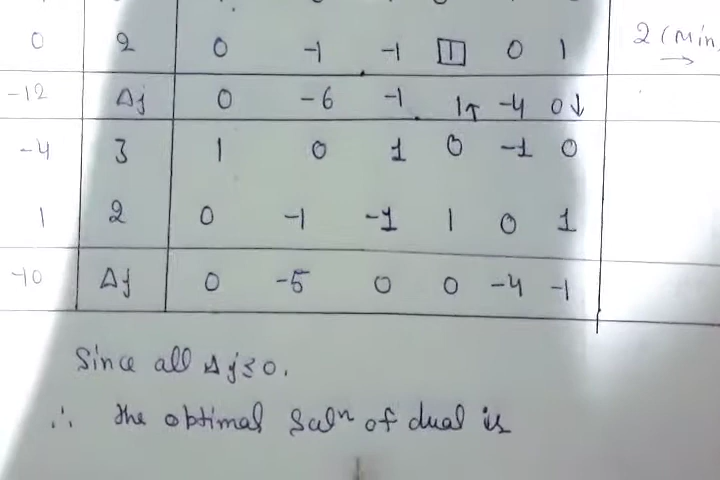 0 2 0 -1 -1 1 0 1 2 (Min.) →
-12 Δj 0 -6 -1 1↑ -4 0↓
-4 3 1 0 1 0 -1 0
1 2 0 -1 -1 1 0 1
-10 Δj 0 -5 0 0 -4 -1
Since all Δj≤0.
∴ the optimal Solⁿ of dual is